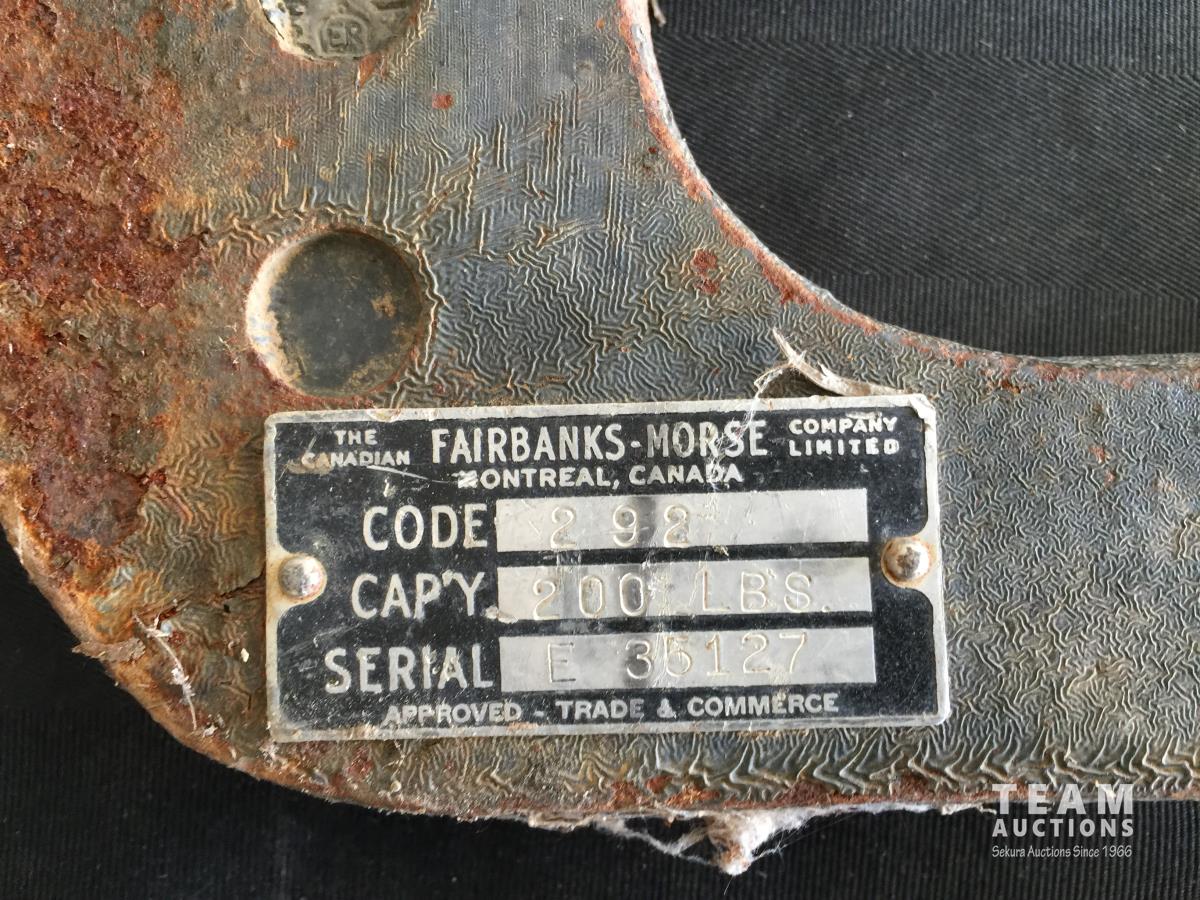 ER
THE CANADIAN FAIRBANKS-MORSE COMPANY LIMITED
MONTREAL, CANADA
CODE 292
CAP'Y. 200 LBS.
SERIAL E 35127
APPROVED - TRADE & COMMERCE
TEAM
AUCTIONS
Sekura Auctions Since 1966